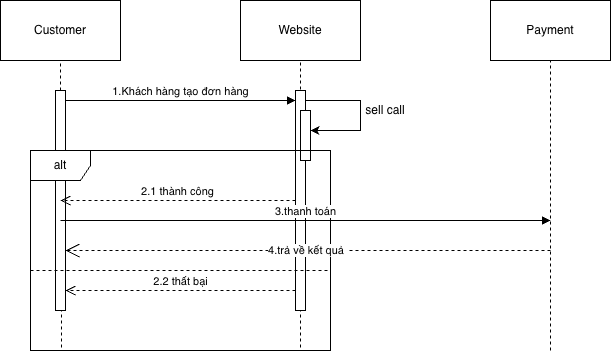 Customer
Website
Payment
1.Khách hàng tạo đơn hàng
sell call
alt
2.1 thành công
3.thanh toán
4.trả về kết quả
2.2 thất bại